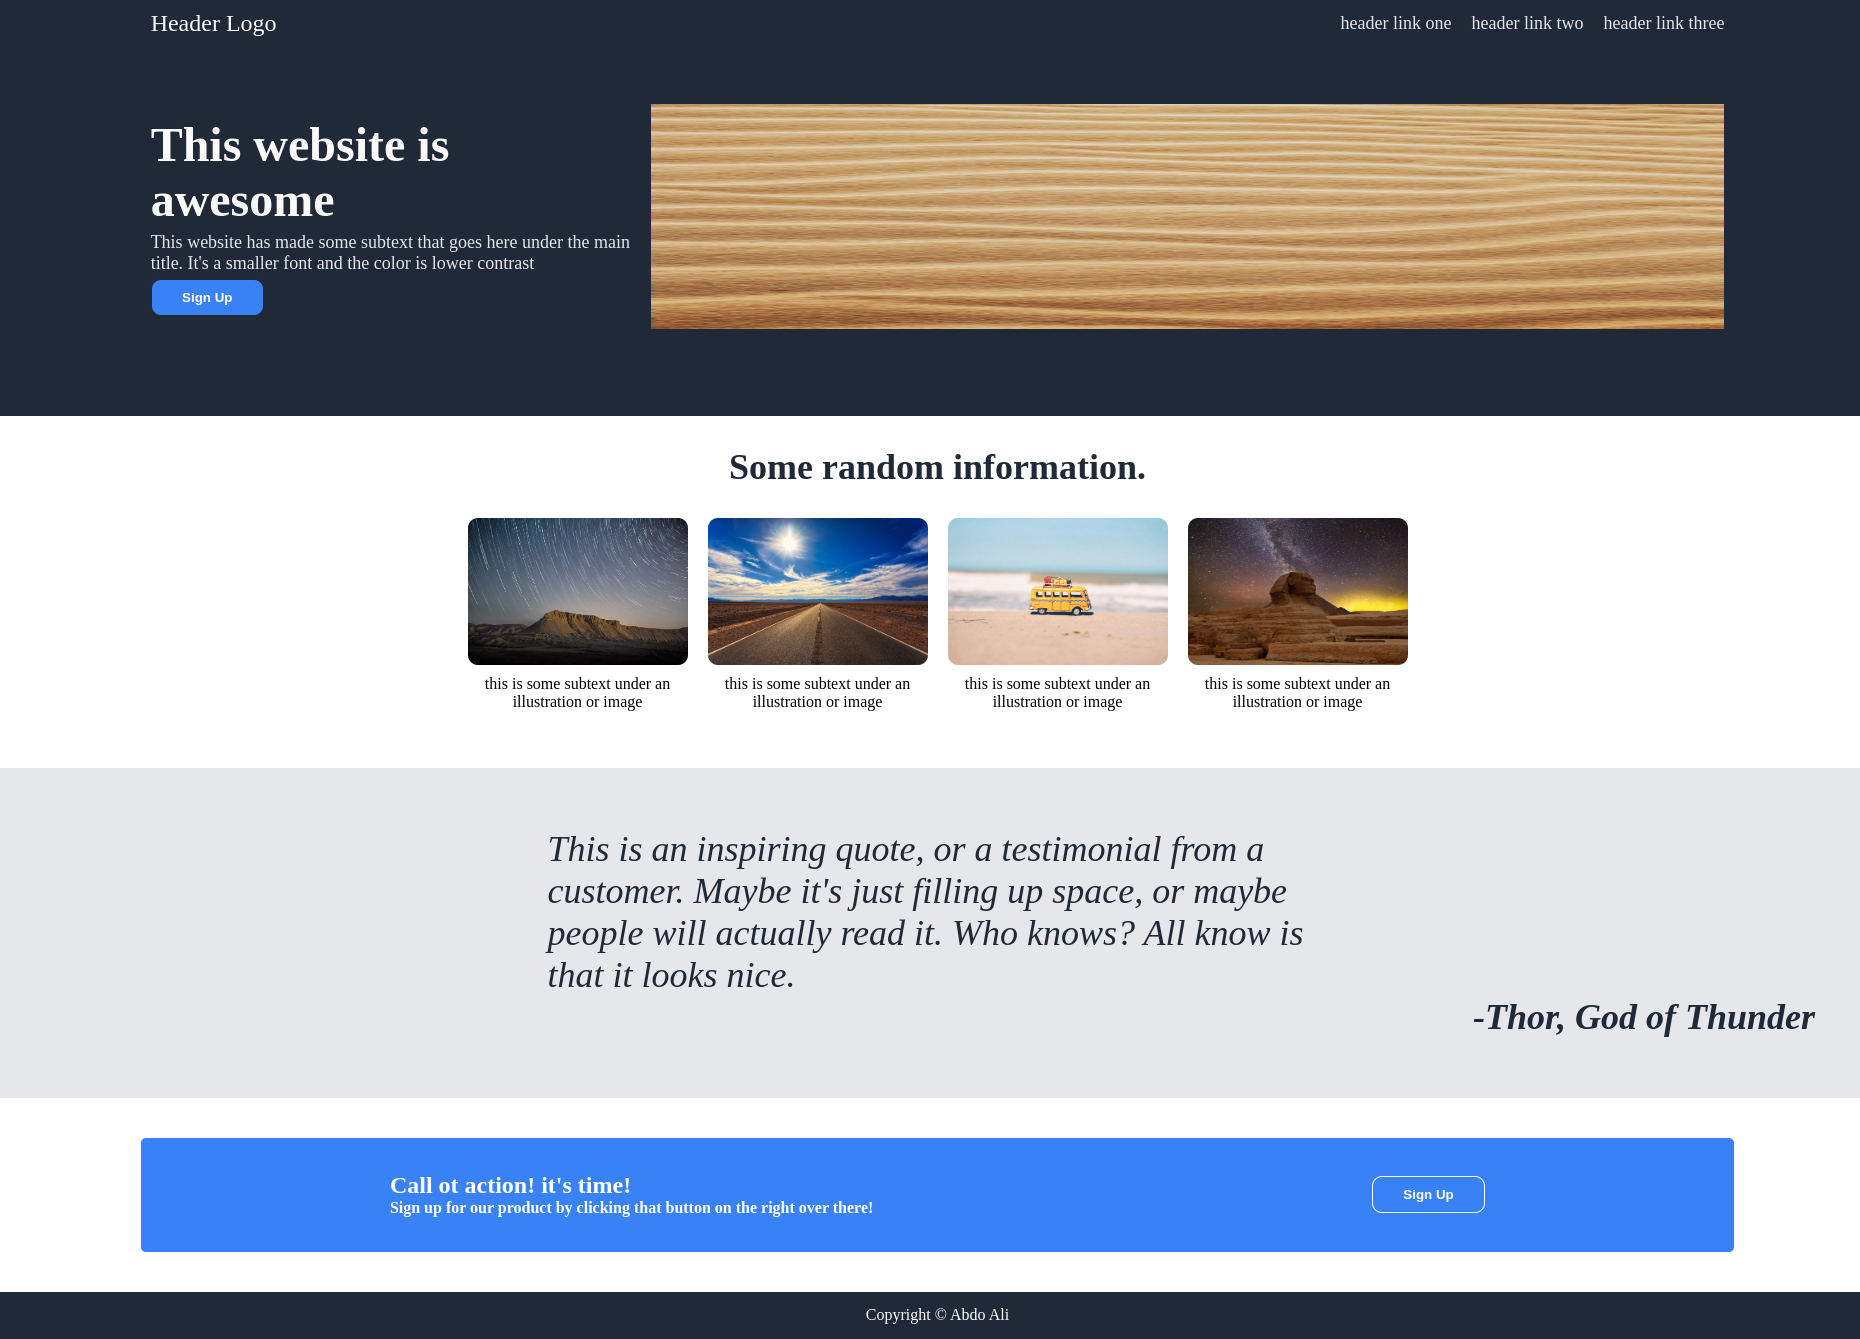 Header Logo
header link one header link two header link three
This website is
awesome
This website has made some subtext that goes here under the main
title. It's a smaller font and the color is lower contrast
Sign Up
Some random information.
this is some subtext under an
illustration or image
this is some subtext under an
illustration or image
this is some subtext under an
illustration or image
this is some subtext under an
illustration or image
This is an inspiring quote, or a testimonial from a
customer. Maybe it's just filling up space, or maybe
people will actually read it. Who knows? All know is
that it looks nice.
-Thor, God of Thunder
Call ot action! it's time!
Sign up for our product by clicking that button on the right over there!
Sign Up
Copyright © Abdo Ali